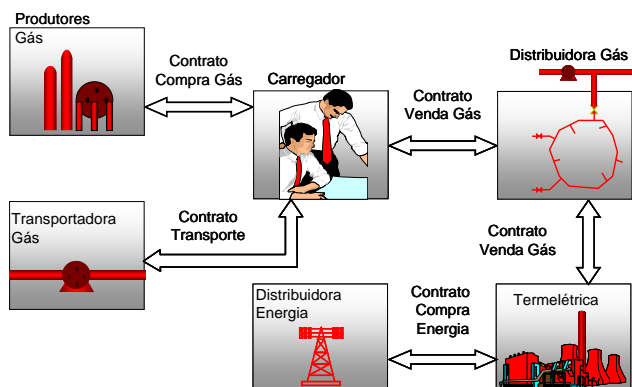 Produtores
Gás
Contrato
Compra Gás
Carregador
Contrato
Venda Gás
Distribuidora Gás
Transportadora
Gás
Contrato
Transporte
Contrato
Venda Gás
Distribuidora
Energia
Contrato
Compra
Energia
Termelétrica